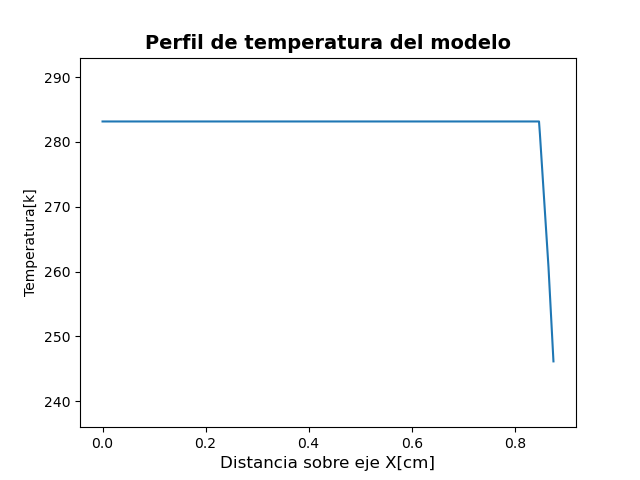 Perfil de temperatura del modelo
290
280
270
260
250
240
Temperatura[k]
0.0 0.2 0.4 0.6 0.8
Distancia sobre eje X[cm]